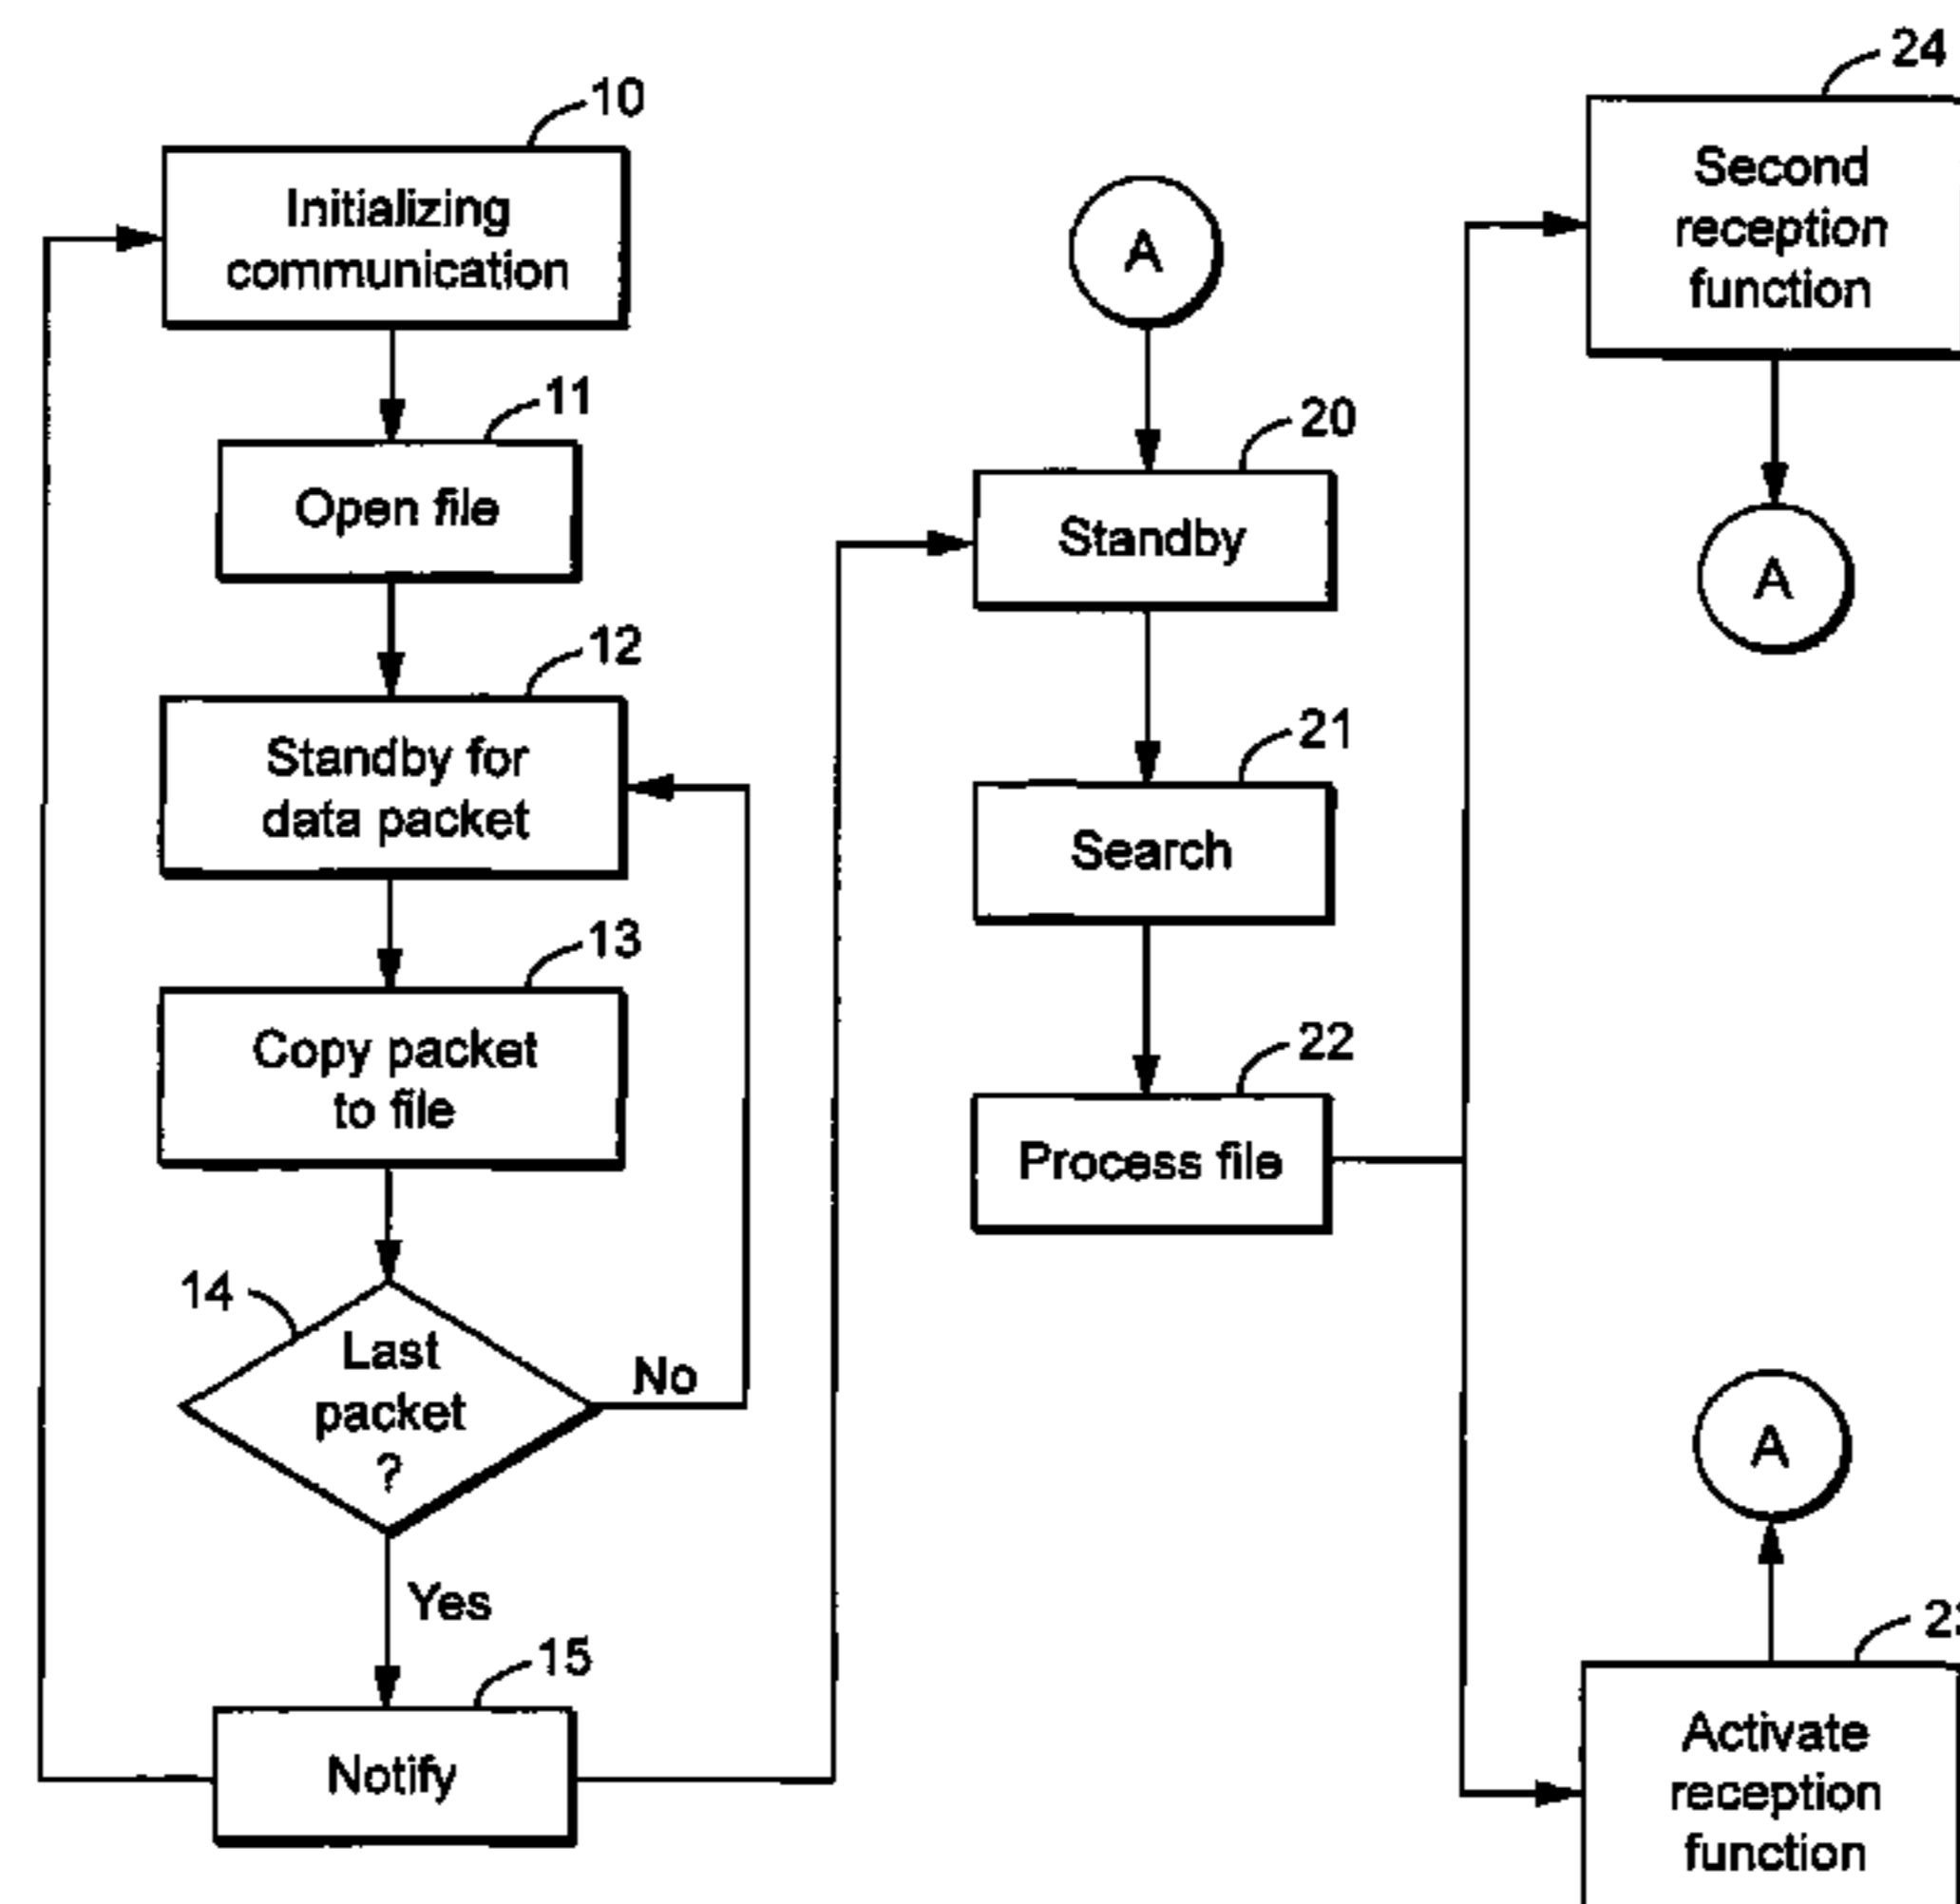 10
Initializing
communication
11
Open file
12
Standby for
data packet
13
Copy packet
to file
14
Last
packet
?
No
Yes
15
Notify
A
20
Standby
21
Search
22
Process file
24
Second
reception
function
A
A
Activate
reception
function